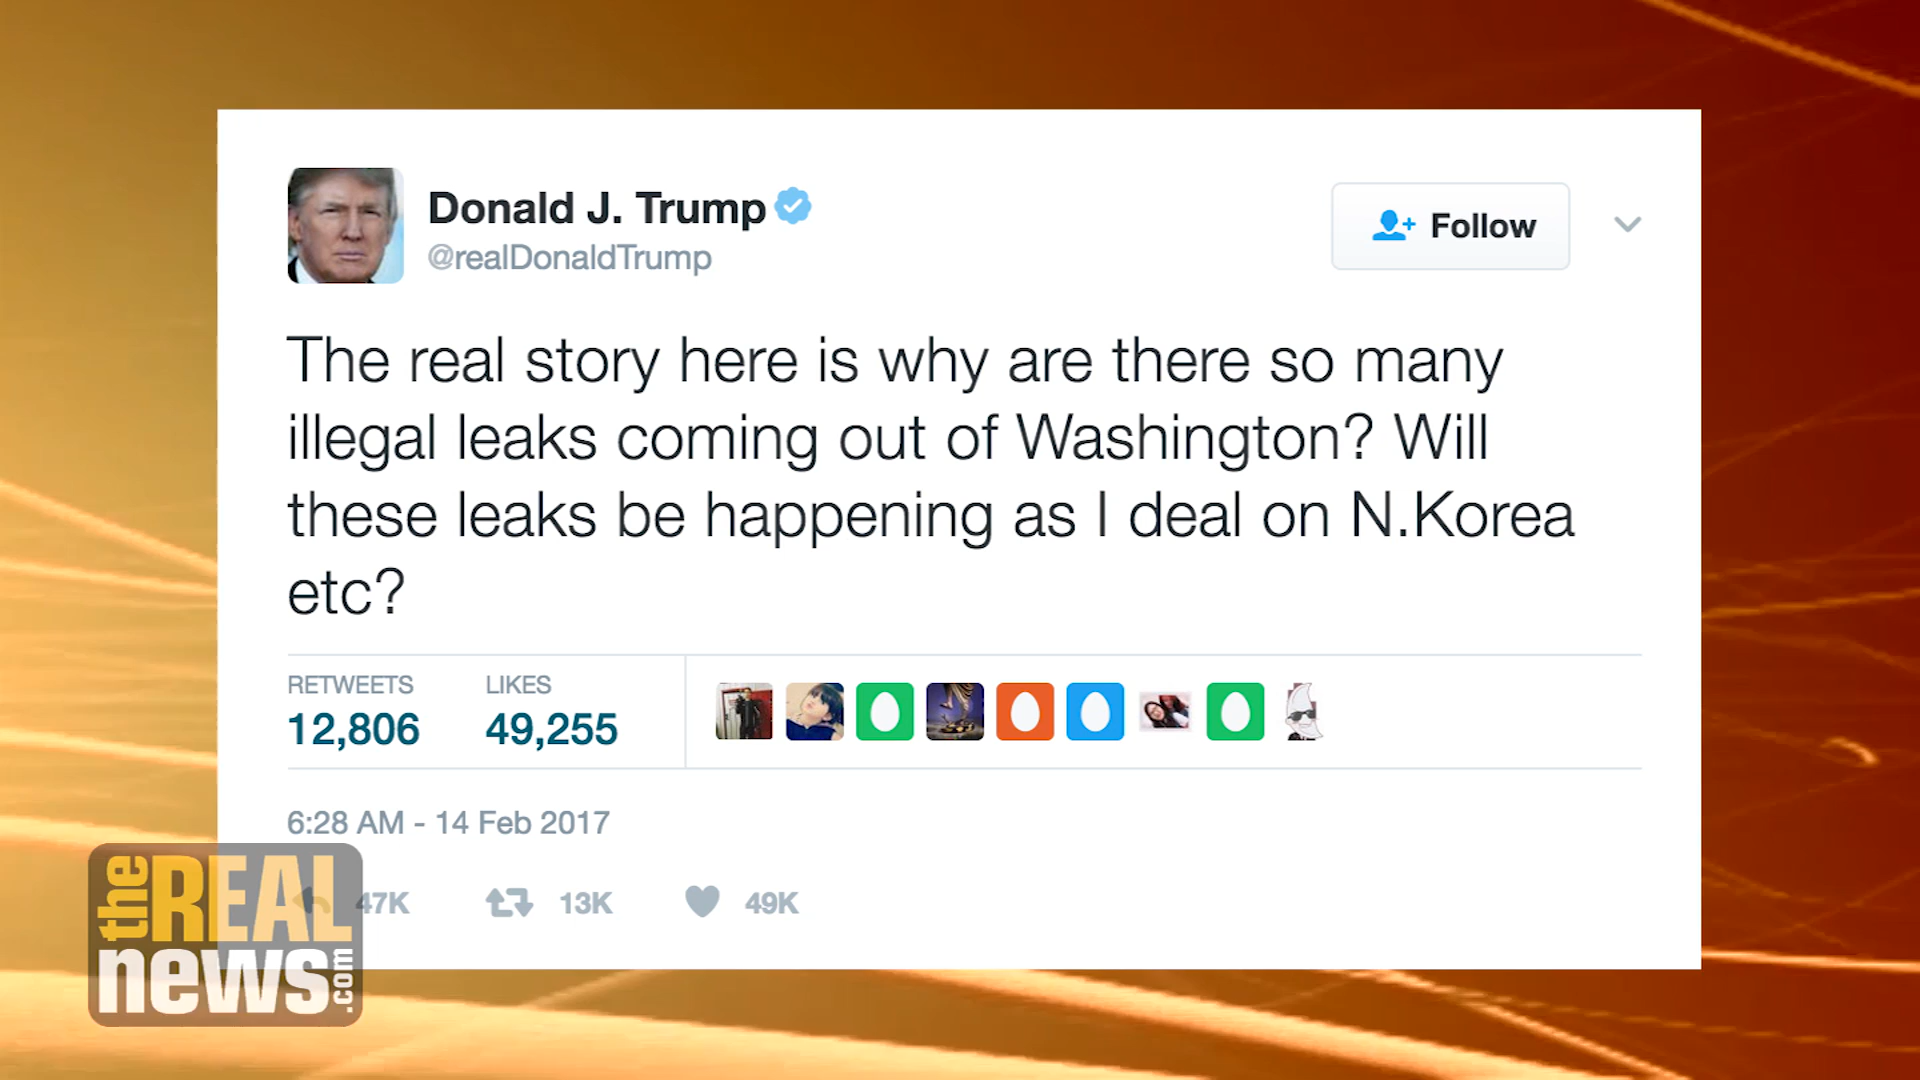 Donald J. Trump
@realDonaldTrump
Follow
The real story here is why are there so many
illegal leaks coming out of Washington? Will
these leaks be happening as I deal on N.Korea
etc?
RETWEETS LIKES
12,806 49,255
6:28 AM - 14 Feb 2017
47K 13K 49K
the REAL
news.com